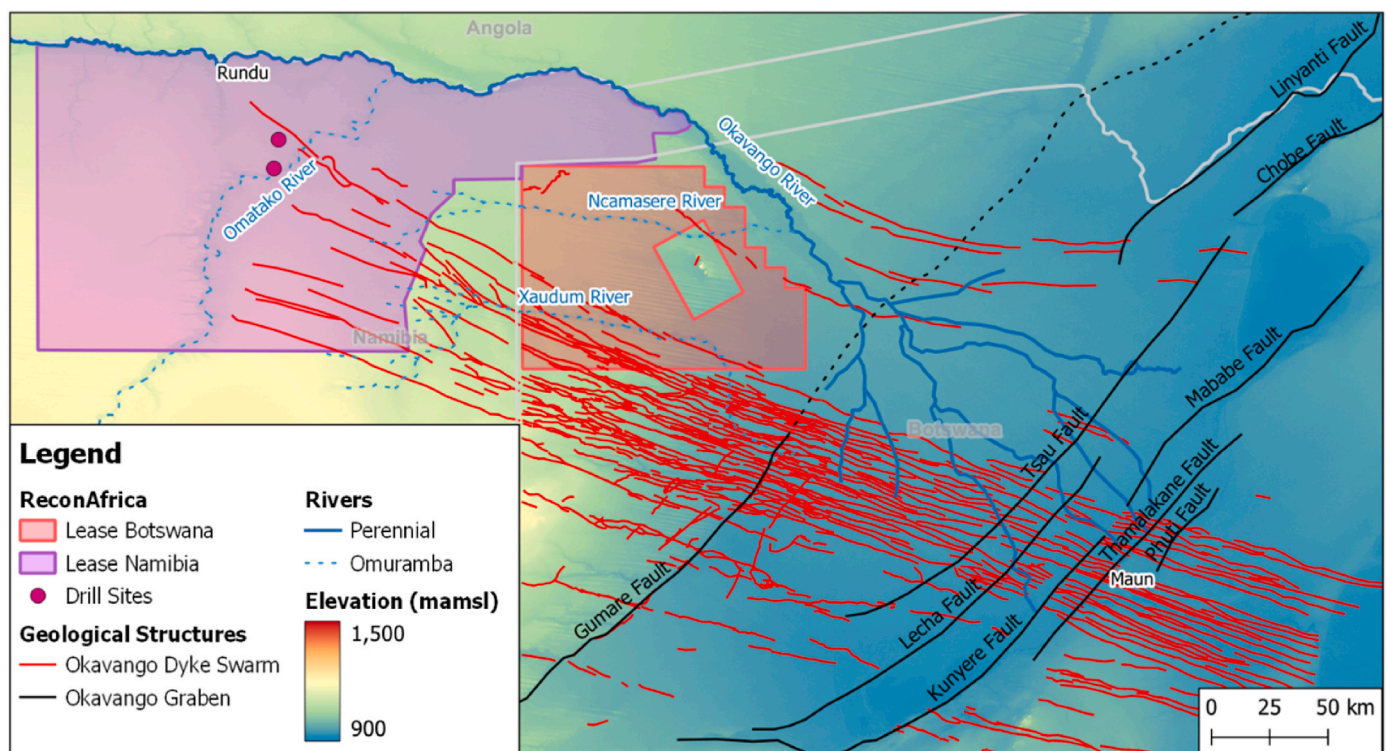 Angola
Rundu
Linyanti Fault
Chobe Fault
Okavango River
Omatako River
Ncamasere River
Xaudum River
Namibia
Mababe Fault
Botswana
Tsau Fault
Thamalakane Fault
Phuti Fault
Maun
Gumare Fault
Lecha Fault
Kunyere Fault
Legend
ReconAfrica
Lease Botswana
Lease Namibia
Drill Sites
Geological Structures
Okavango Dyke Swarm
Okavango Graben
Rivers
Perennial
Omuramba
Elevation (mamsl)
1,500
900
0 25 50 km